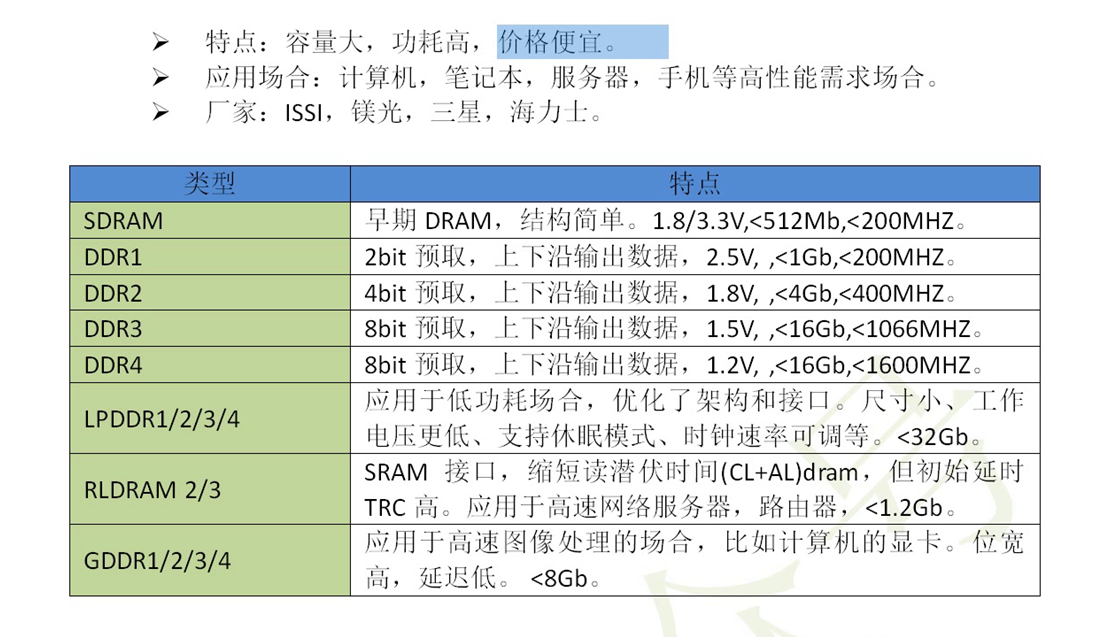 ➢ 特点：容量大，功耗高，价格便宜。
➢ 应用场合：计算机，笔记本，服务器，手机等高性能需求场合。
➢ 厂家：ISSI，镁光，三星，海力士。
类型 特点
SDRAM 早期 DRAM，结构简单。1.8/3.3V,<512Mb,<200MHZ。
DDR1 2bit 预取，上下沿输出数据，2.5V, ,<1Gb,<200MHZ。
DDR2 4bit 预取，上下沿输出数据，1.8V, ,<4Gb,<400MHZ。
DDR3 8bit 预取，上下沿输出数据，1.5V, ,<16Gb,<1066MHZ。
DDR4 8bit 预取，上下沿输出数据，1.2V, ,<16Gb,<1600MHZ。
LPDDR1/2/3/4 应用于低功耗场合，优化了架构和接口。尺寸小、工作
电压更低、支持休眠模式、时钟速率可调等。<32Gb。
RLDRAM 2/3 SRAM 接口，缩短读潜伏时间(CL+AL)dram，但初始延时
TRC 高。应用于高速网络服务器，路由器，<1.2Gb。
GDDR1/2/3/4 应用于高速图像处理的场合，比如计算机的显卡。位宽
高，延迟低。 <8Gb。